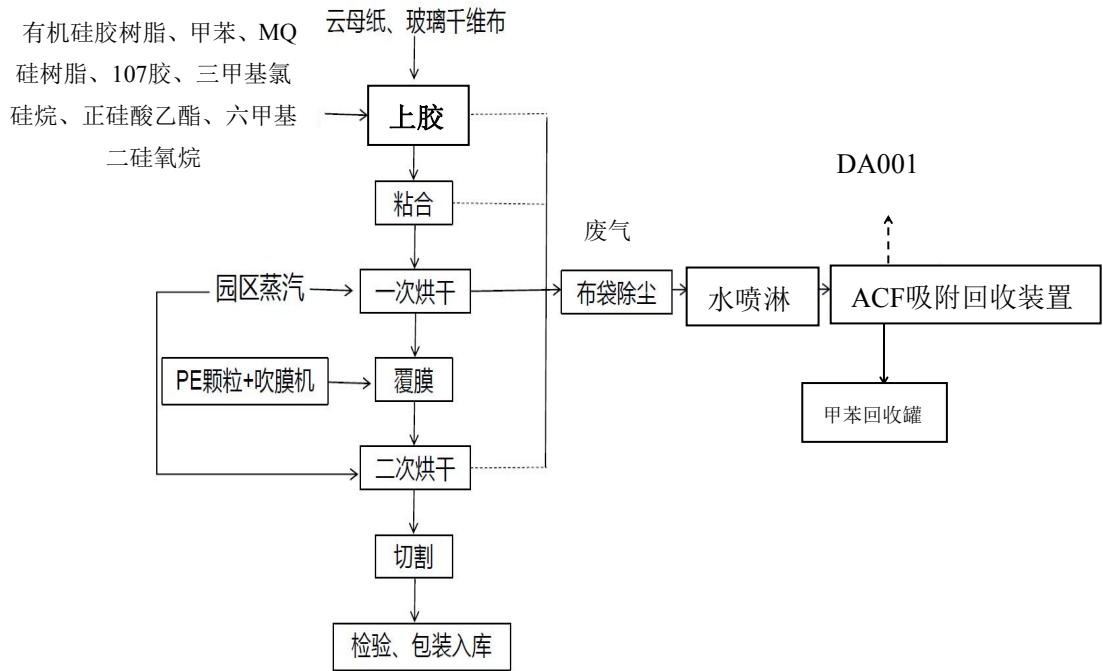 云母纸、玻璃千维布
有机硅胶树脂、甲苯、MQ
硅树脂、107胶、三甲基氯
硅烷、正硅酸乙酯、六甲基
二硅氧烷
上胶
DA001
粘合
废气
园区蒸汽
一次烘干
布袋除尘
水喷淋
ACF吸附回收装置
PE颗粒+吹膜机
覆膜
甲苯回收罐
二次烘干
切割
检验、包装入库